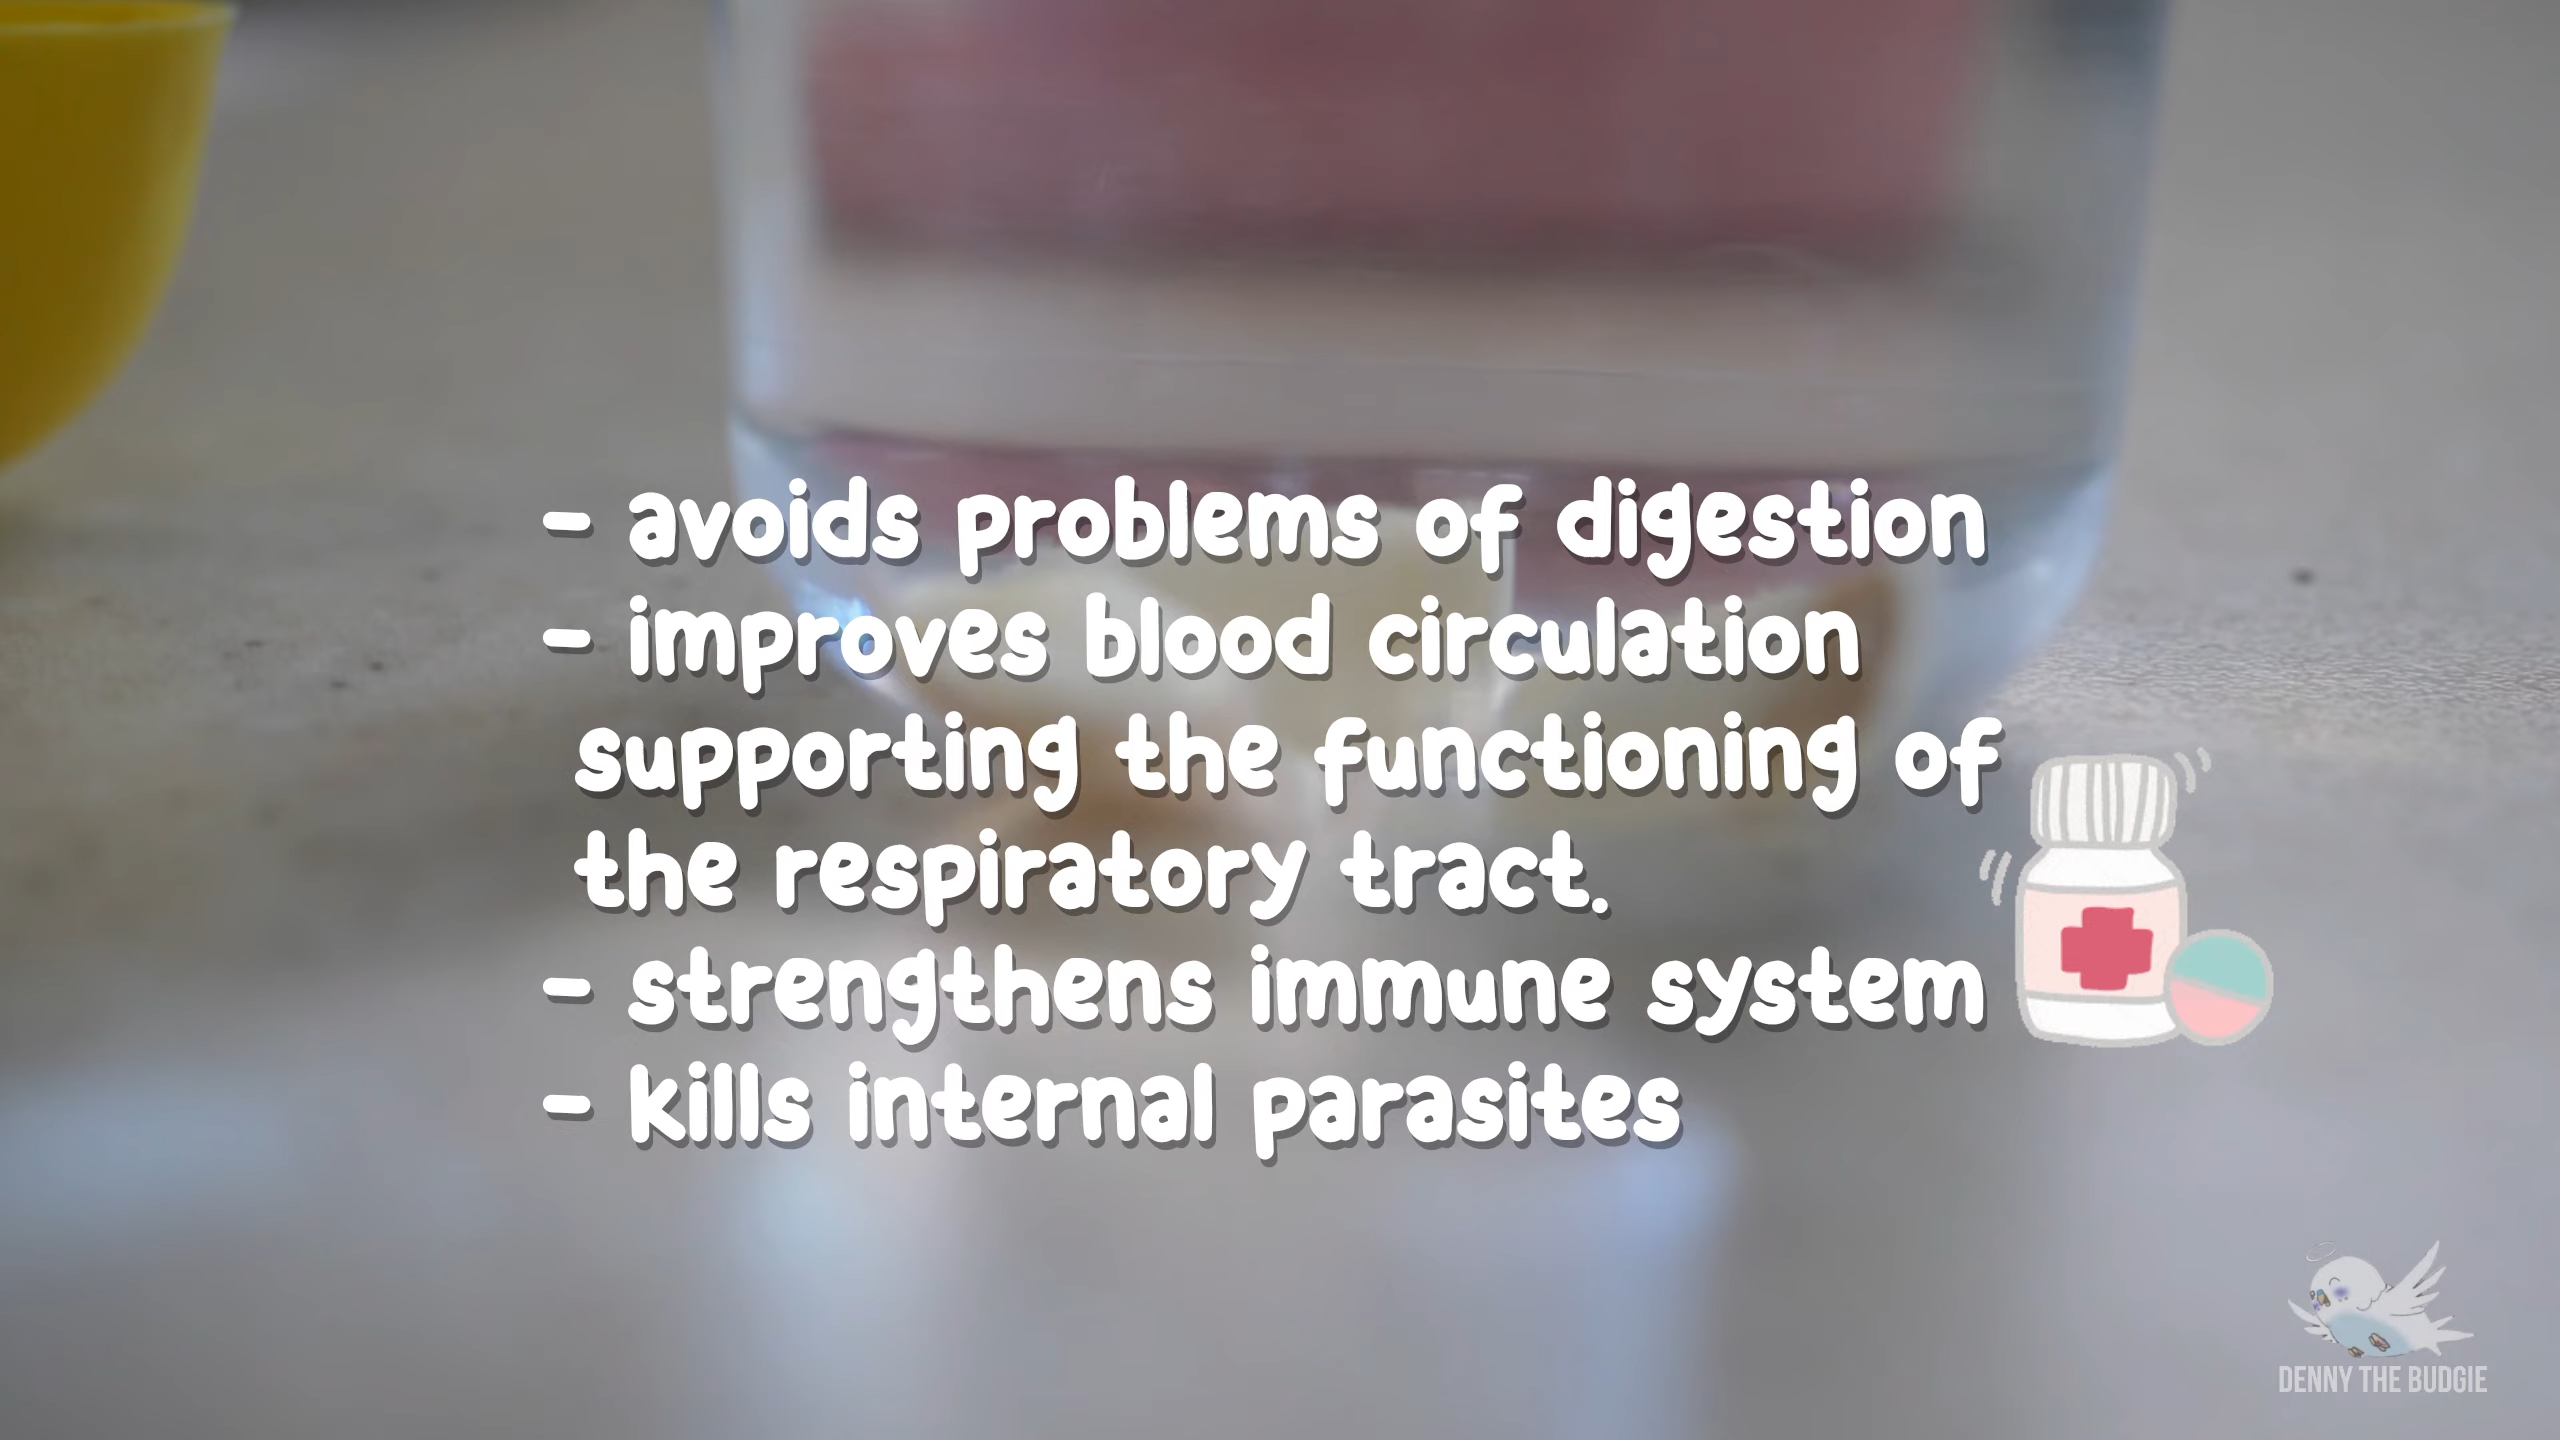 - avoids problems of digestion
- improves blood circulation
supporting the functioning of
the respiratory tract.
- strengthens immune system
- kills internal parasites
DENNY THE BUDGIE